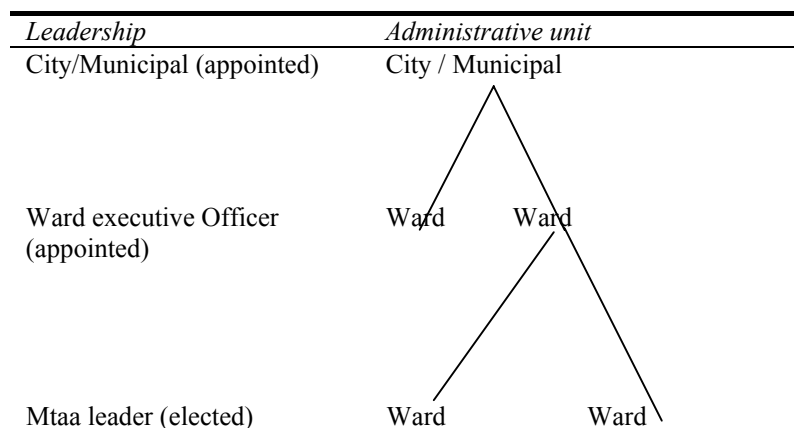 Leadership Administrative unit
City/Municipal (appointed) City / Municipal
Ward executive Officer Ward Ward
(appointed)
Mtaa leader (elected) Ward Ward